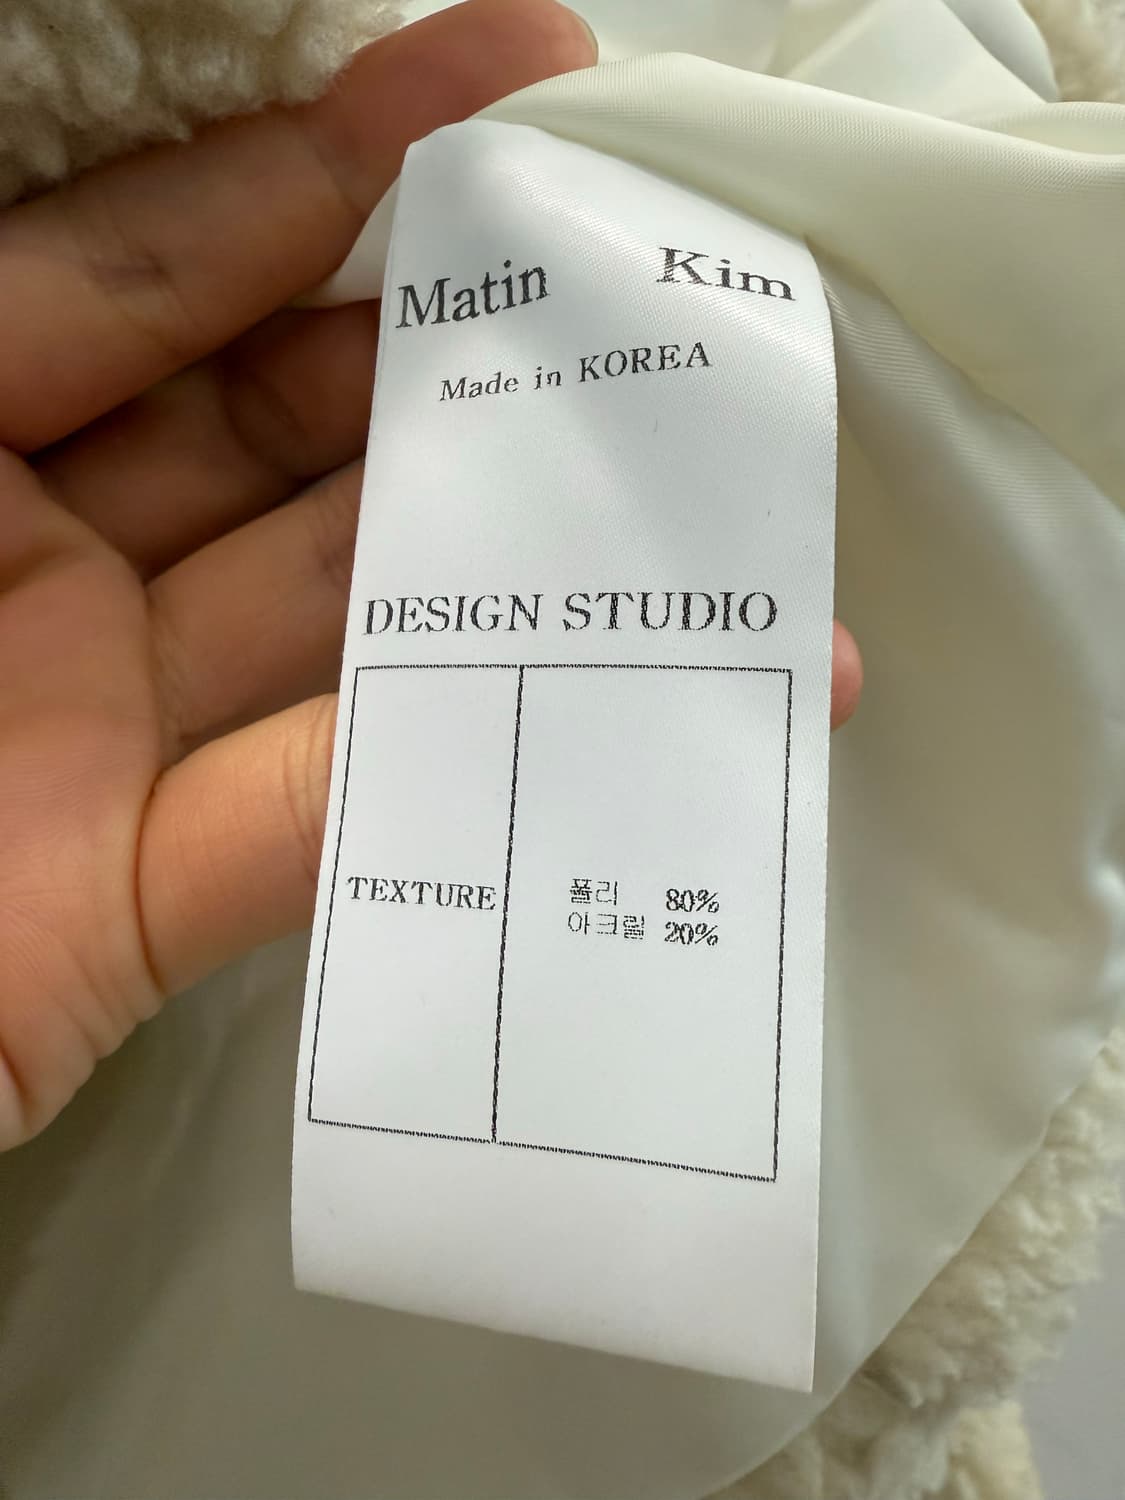 Matin Kim
Made in KOREA
DESIGN STUDIO
TEXTURE
폴리 80%
아크릴 20%